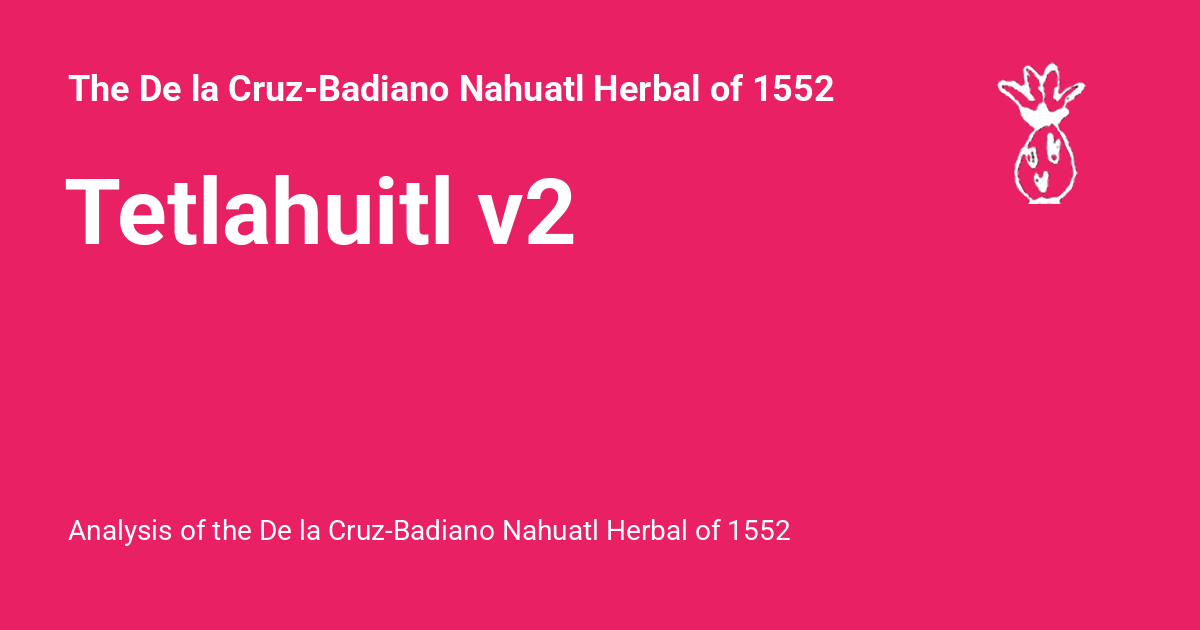 The De la Cruz-Badiano Nahuatl Herbal of 1552
Tetlahuitl v2
Analysis of the De la Cruz-Badiano Nahuatl Herbal of 1552